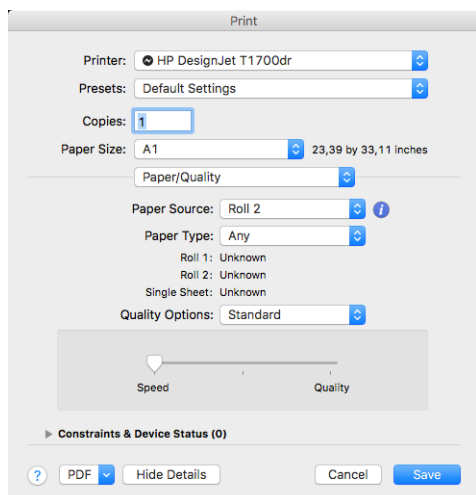 Print
Printer: HP DesignJet T1700dr
Presets: Default Settings
Copies: 1
Paper Size: A1 23,39 by 33,11 inches
Paper/Quality
Paper Source: Roll 2 i
Paper Type: Any
Roll 1: Unknown
Roll 2: Unknown
Single Sheet: Unknown
Quality Options: Standard
Speed Quality
Constraints & Device Status (0)
? PDF Hide Details Cancel Save